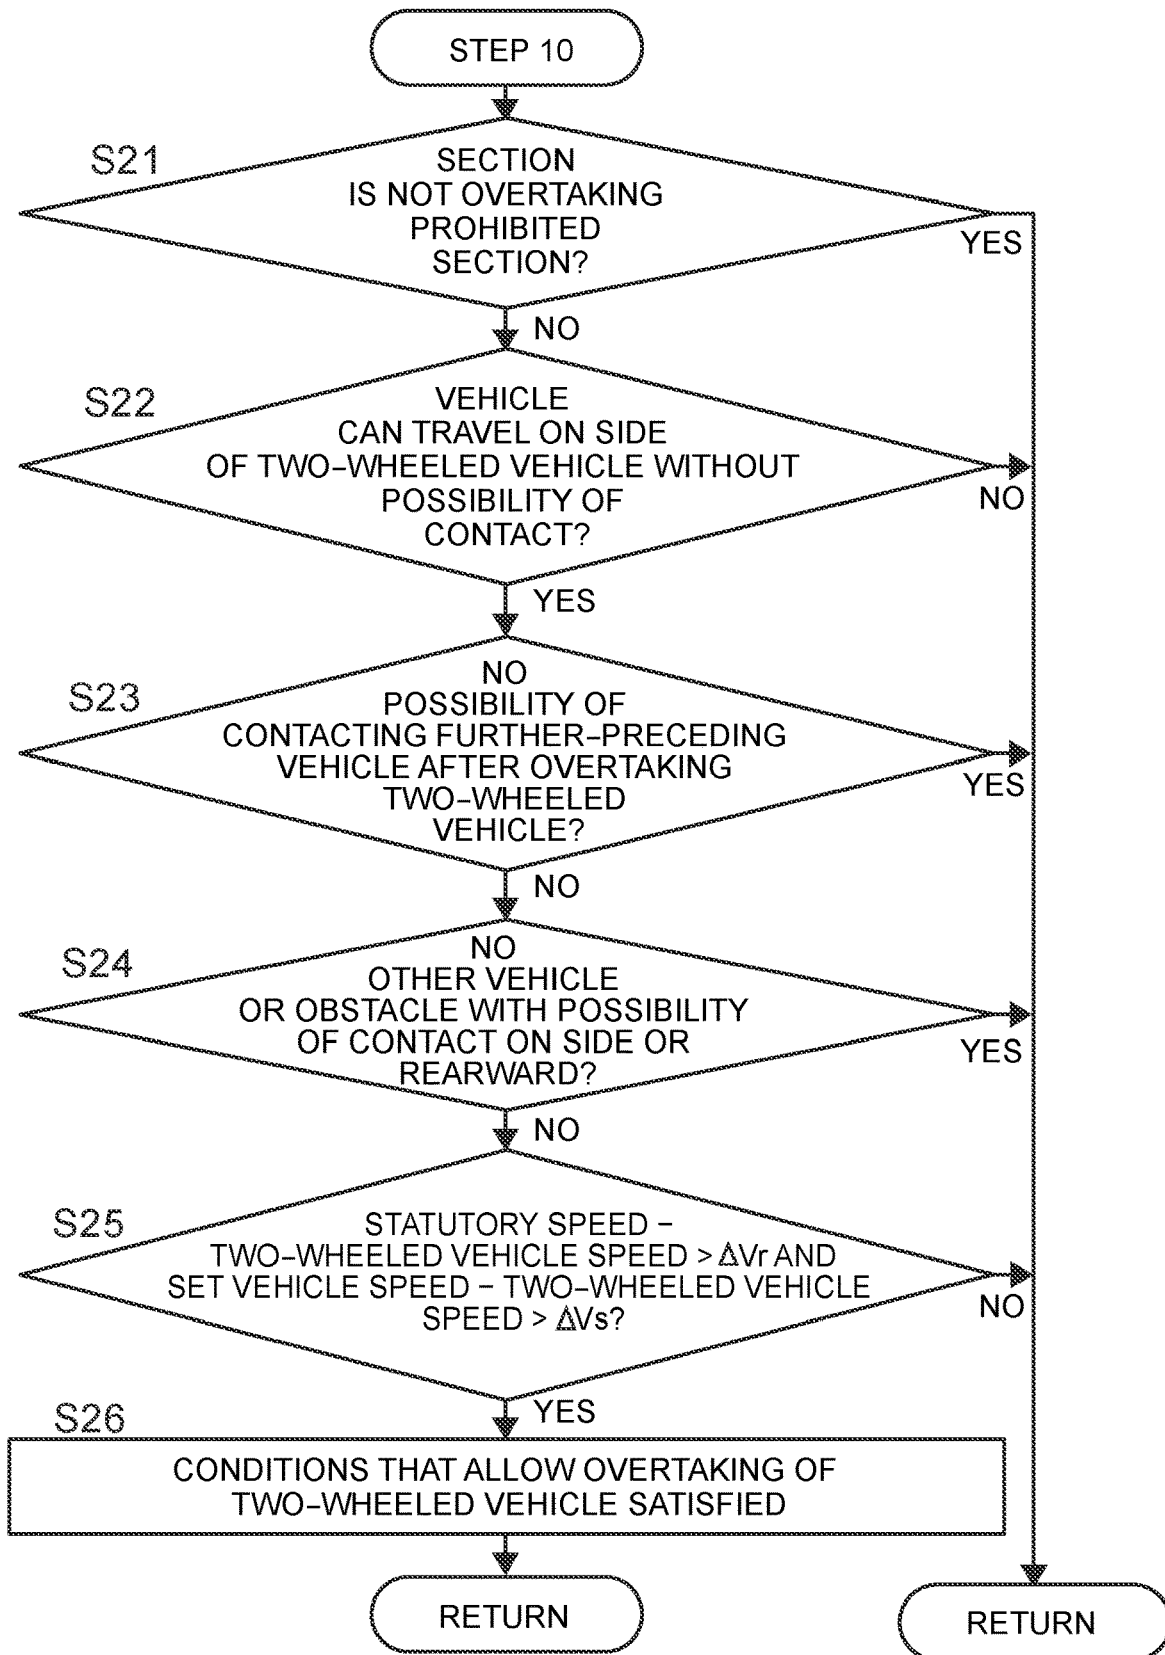 STEP 10
S21
SECTION
IS NOT OVERTAKING
PROHIBITED
SECTION?
YES
NO
S22
VEHICLE
CAN TRAVEL ON SIDE
OF TWO-WHEELED VEHICLE WITHOUT
POSSIBILITY OF
CONTACT?
NO
YES
S23
NO
POSSIBILITY OF
CONTACTING FURTHER-PRECEDING
VEHICLE AFTER OVERTAKING
TWO-WHEELED
VEHICLE?
YES
NO
S24
NO
OTHER VEHICLE
OR OBSTACLE WITH POSSIBILITY
OF CONTACT ON SIDE OR
REARWARD?
YES
NO
S25
STATUTORY SPEED -
TWO-WHEELED VEHICLE SPEED > ΔVr AND
SET VEHICLE SPEED - TWO-WHEELED VEHICLE
SPEED > ΔVs?
NO
YES
S26
CONDITIONS THAT ALLOW OVERTAKING OF
TWO-WHEELED VEHICLE SATISFIED
RETURN
RETURN